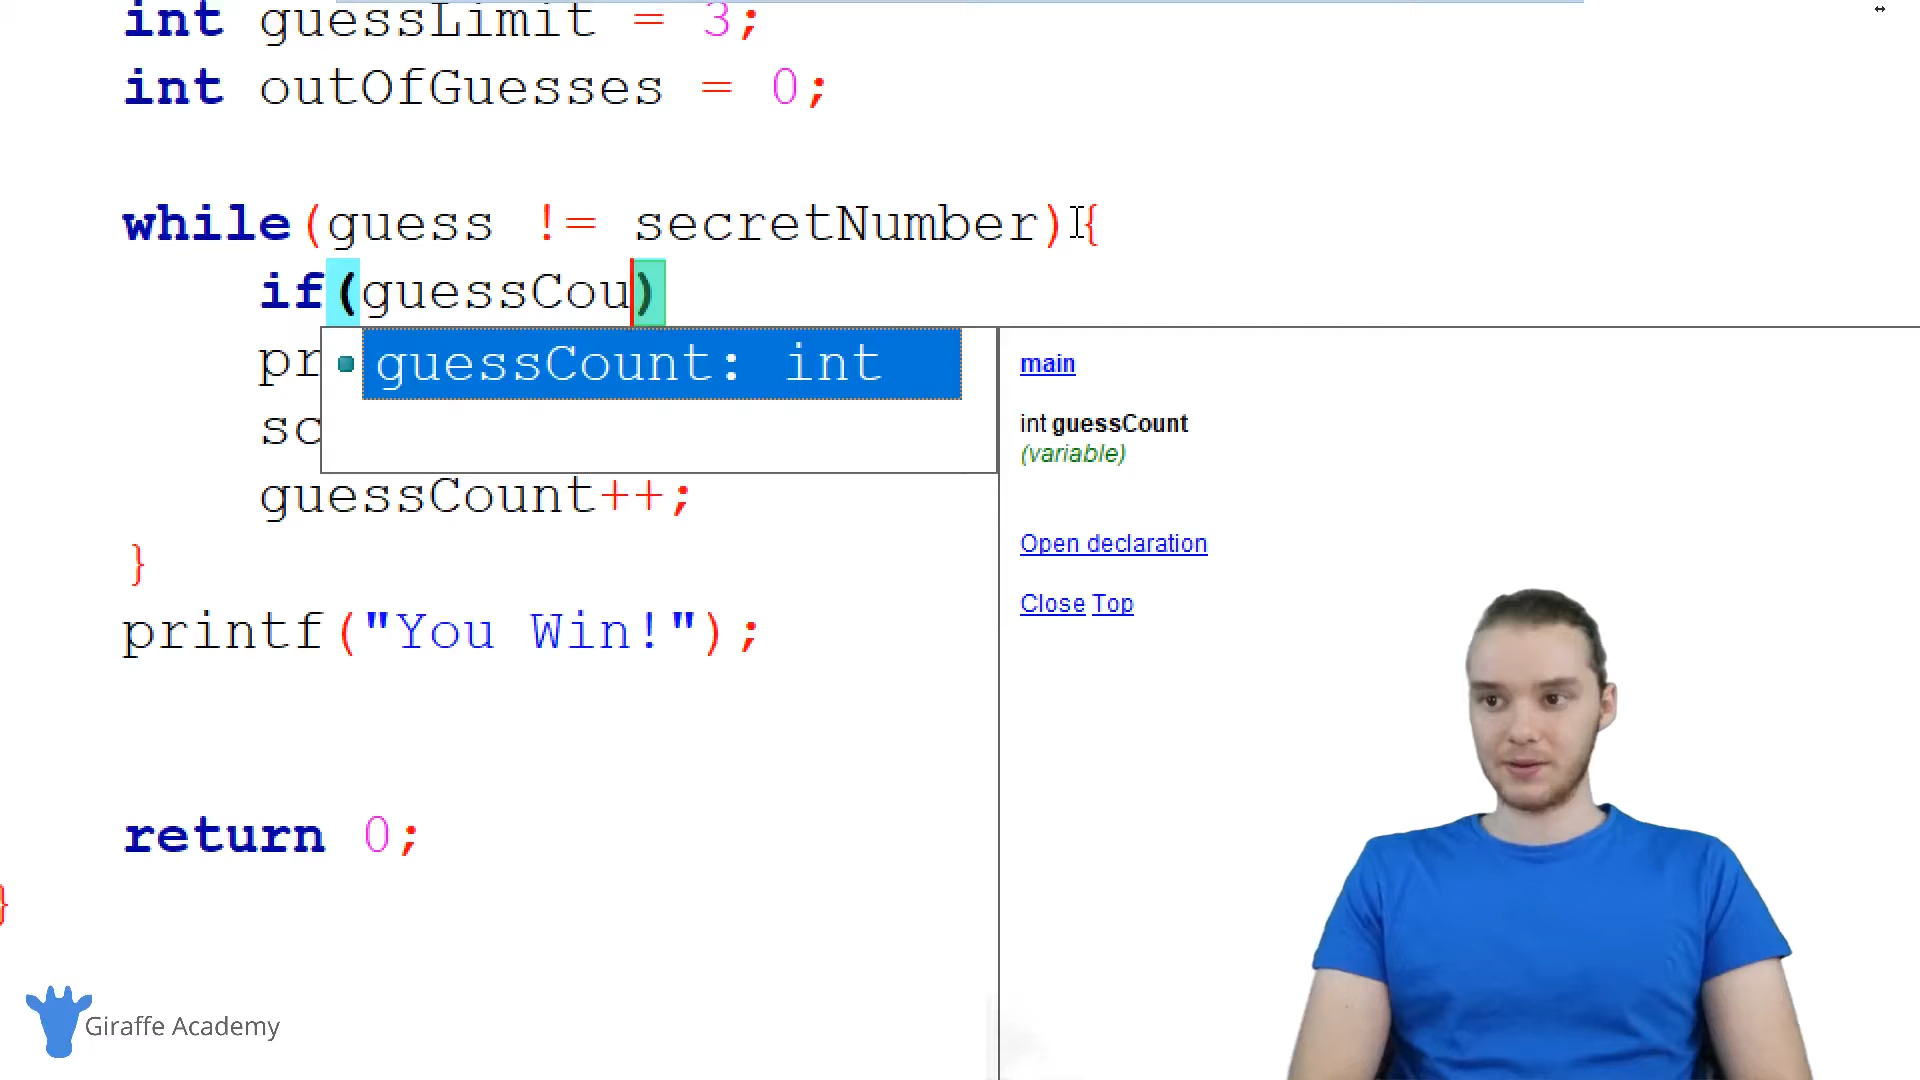 int guessLimit = 3;
int outOfGuesses = 0;
while(guess != secretNumber){
if(guessCou)
pr
guessCount: int
sc
guessCount++;
}
printf("You Win!");
return 0;
}
main
int guessCount
(variable)
Open declaration
Close Top
Giraffe Academy